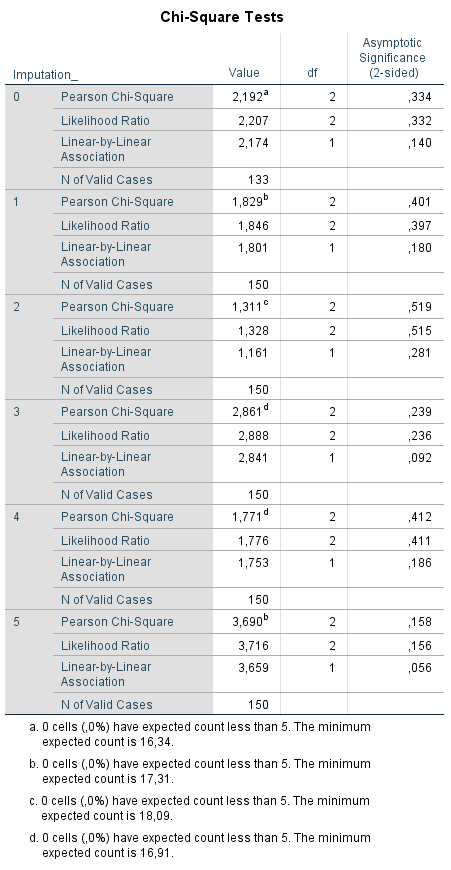 Chi-Square Tests
Imputation_ Value df Asymptotic Significance (2-sided)
0 Pearson Chi-Square 2,192a 2 ,334
Likelihood Ratio 2,207 2 ,332
Linear-by-Linear Association 2,174 1 ,140
N of Valid Cases 133
1 Pearson Chi-Square 1,829b 2 ,401
Likelihood Ratio 1,846 2 ,397
Linear-by-Linear Association 1,801 1 ,180
N of Valid Cases 150
2 Pearson Chi-Square 1,311c 2 ,519
Likelihood Ratio 1,328 2 ,515
Linear-by-Linear Association 1,161 1 ,281
N of Valid Cases 150
3 Pearson Chi-Square 2,861d 2 ,239
Likelihood Ratio 2,888 2 ,236
Linear-by-Linear Association 2,841 1 ,092
N of Valid Cases 150
4 Pearson Chi-Square 1,771d 2 ,412
Likelihood Ratio 1,776 2 ,411
Linear-by-Linear Association 1,753 1 ,186
N of Valid Cases 150
5 Pearson Chi-Square 3,690b 2 ,158
Likelihood Ratio 3,716 2 ,156
Linear-by-Linear Association 3,659 1 ,056
N of Valid Cases 150
a. 0 cells (,0%) have expected count less than 5. The minimum
expected count is 16,34.
b. 0 cells (,0%) have expected count less than 5. The minimum
expected count is 17,31.
c. 0 cells (,0%) have expected count less than 5. The minimum
expected count is 18,09.
d. 0 cells (,0%) have expected count less than 5. The minimum
expected count is 16,91.